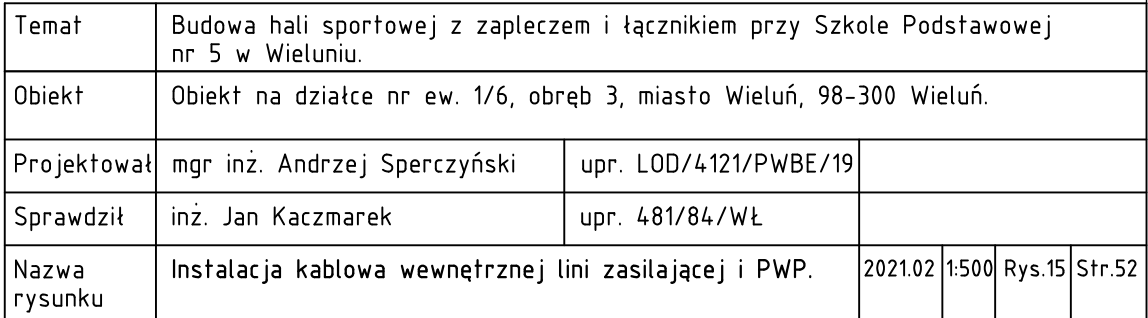 Temat Budowa hali sportowej z zapleczem i łącznikiem przy Szkole Podstawowej
nr 5 w Wieluniu.
Obiekt Obiekt na działce nr ew. 1/6, obręb 3, miasto Wieluń, 98-300 Wieluń.
Projektował mgr inż. Andrzej Sperczyński upr. LOD/4121/PWBE/19
Sprawdził inż. Jan Kaczmarek upr. 481/84/WŁ
Nazwa Instalacja kablowa wewnętrznej lini zasilającej i PWP. 2021.02 1:500 Rys.15 Str.52
rysunku